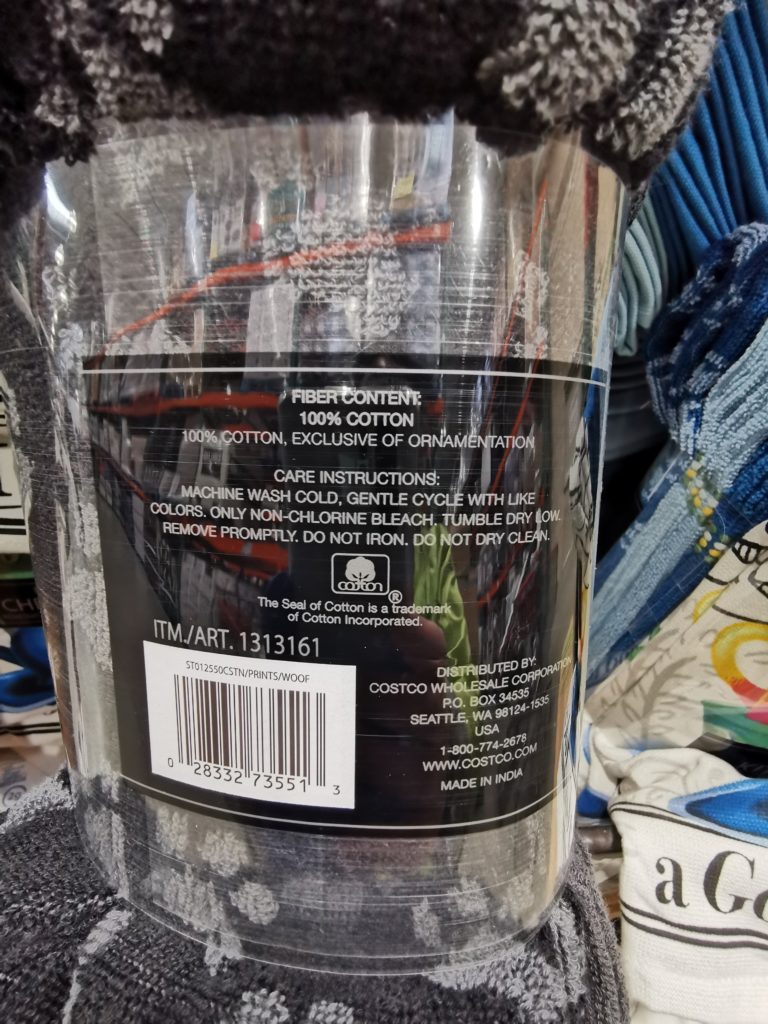 FIBER CONTENT:
100% COTTON
100% COTTON, EXCLUSIVE OF ORNAMENTATION
CARE INSTRUCTIONS:
MACHINE WASH COLD, GENTLE CYCLE WITH LIKE
COLORS. ONLY NON-CHLORINE BLEACH. TUMBLE DRY LOW.
REMOVE PROMPTLY. DO NOT IRON. DO NOT DRY CLEAN.
cotton ®
The Seal of Cotton is a trademark
of Cotton Incorporated.
ITM./ART. 1313161
ST012550CSTN/PRINTS/WOOF
0 28332 73551 3
DISTRIBUTED BY:
COSTCO WHOLESALE CORPORATION
P.O. BOX 34535
SEATTLE, WA 98124-1535
USA
1-800-774-2678
WWW.COSTCO.COM
MADE IN INDIA
a